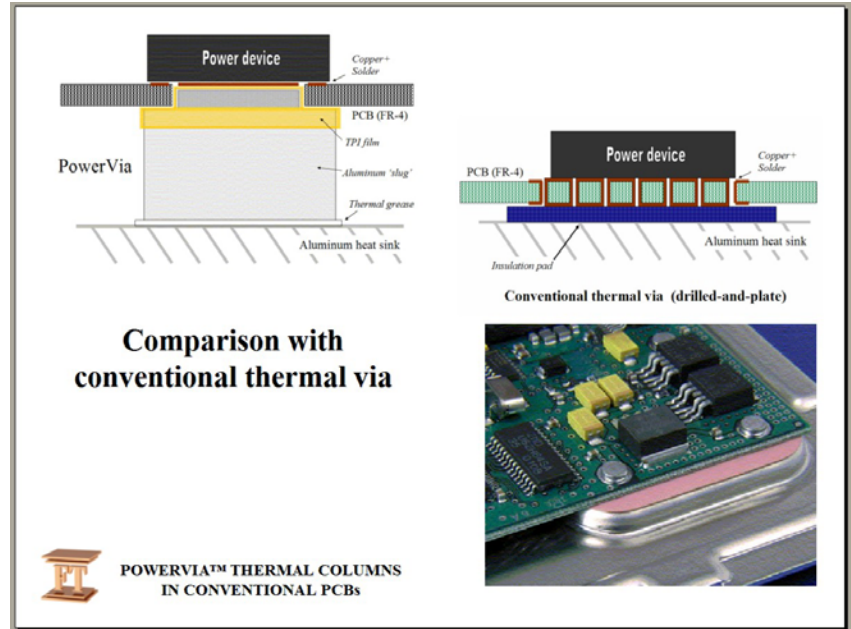 Power device
Copper+
Solder
PCB (FR-4)
TPI film
PowerVia
Aluminum 'slug'
Thermal grease
Aluminum heat sink
Power device
Copper+
Solder
PCB (FR-4)
Aluminum heat sink
Insulation pad
Conventional thermal via (drilled-and-plate)
Comparison with
conventional thermal via
FT
POWERVIA™ THERMAL COLUMNS
IN CONVENTIONAL PCBs